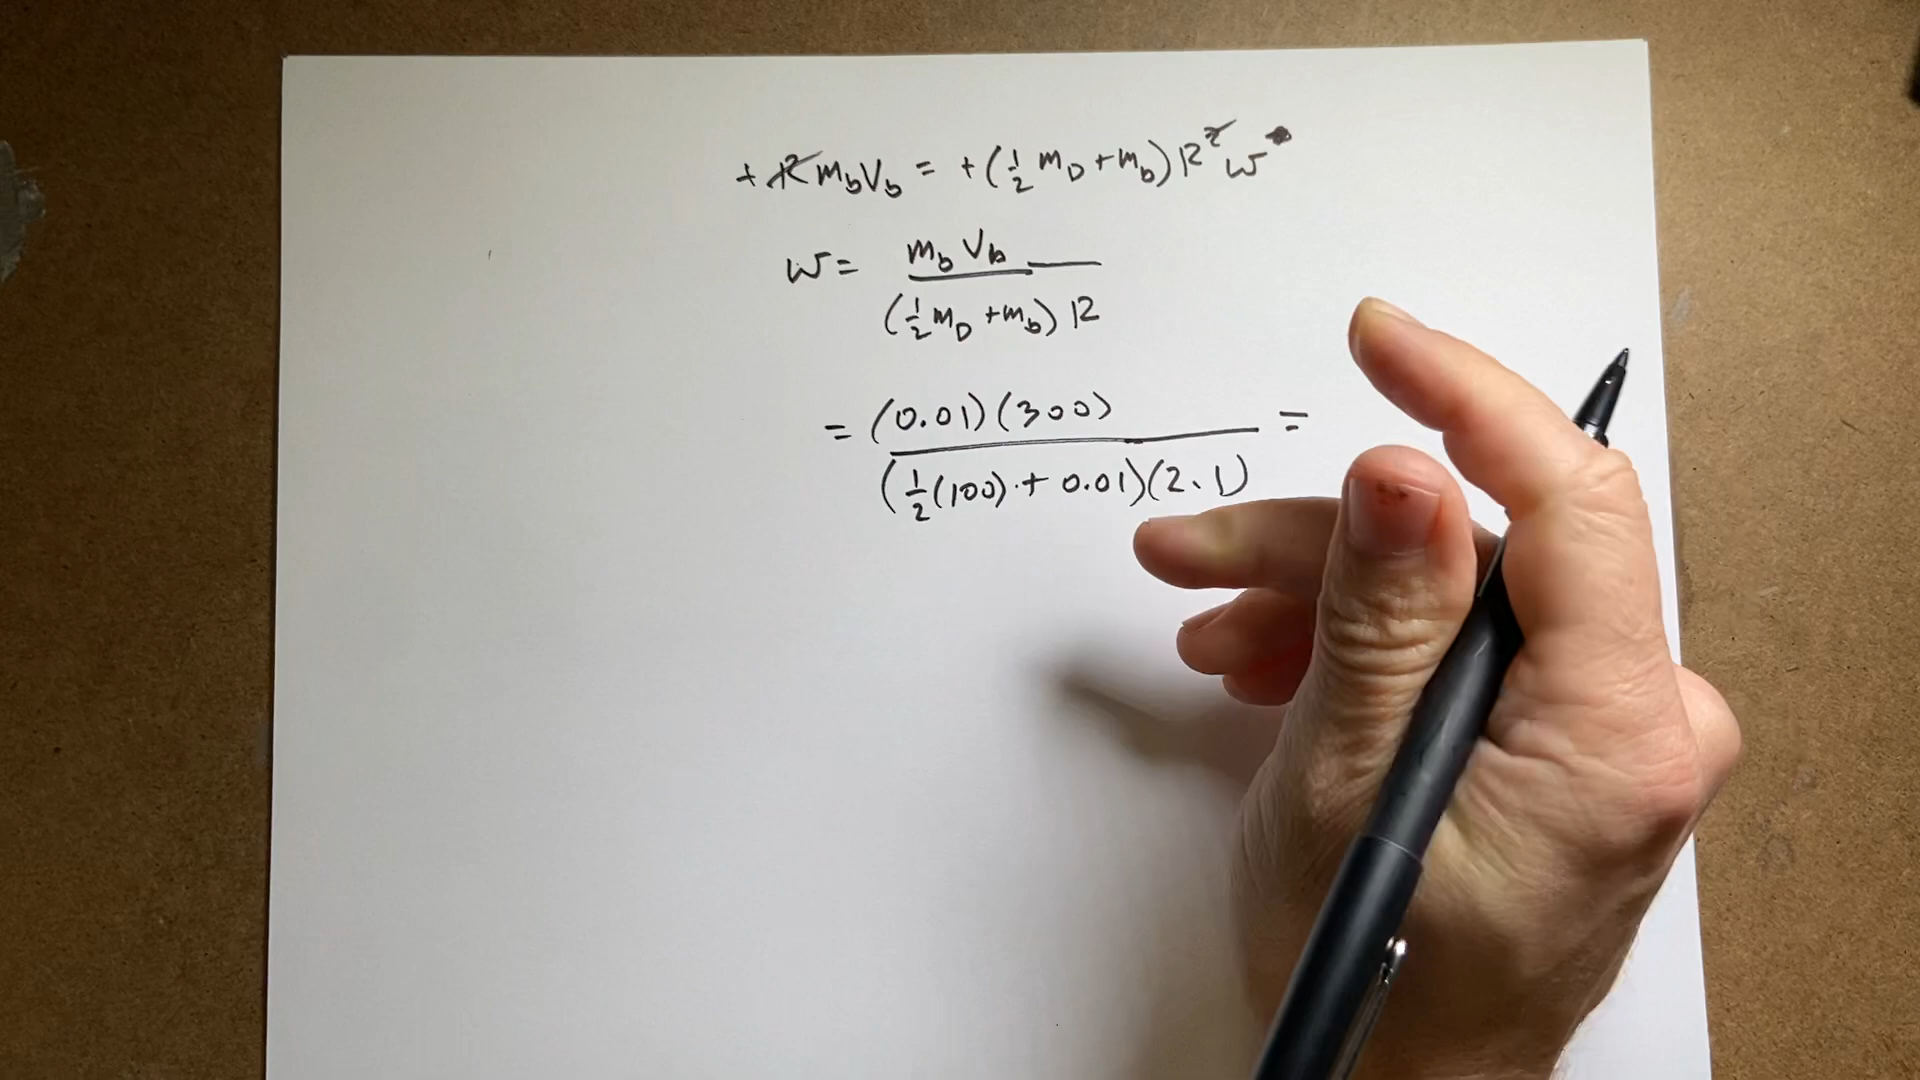 + R m_b V_b = + (1/2 m_D + m_b) R^2 ω
ω = m_b V_b / (1/2 m_D + m_b) R
= (0.01)(300) / (1/2(100) + 0.01)(2.1) =